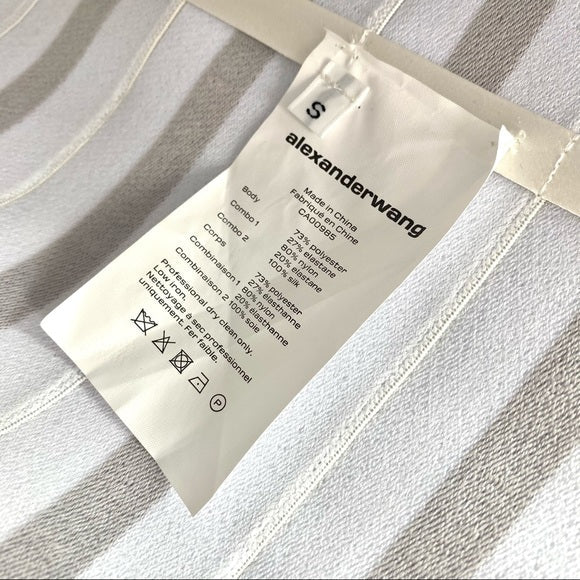 S
alexanderwang
Made in China
Fabriqué en Chine
CA00985
Body 73% polyester
27% elastane
Combo 1 80% nylon
20% elastane
Combo 2 100% silk
Corps 73% polyester
27% élasthanne
Combinaison 1 80% nylon
20% élasthanne
Combinaison 2 100% soie
Professional dry clean only.
Low iron.
Nettoyage a sec professionnel
uniquement. Fer faible.
P